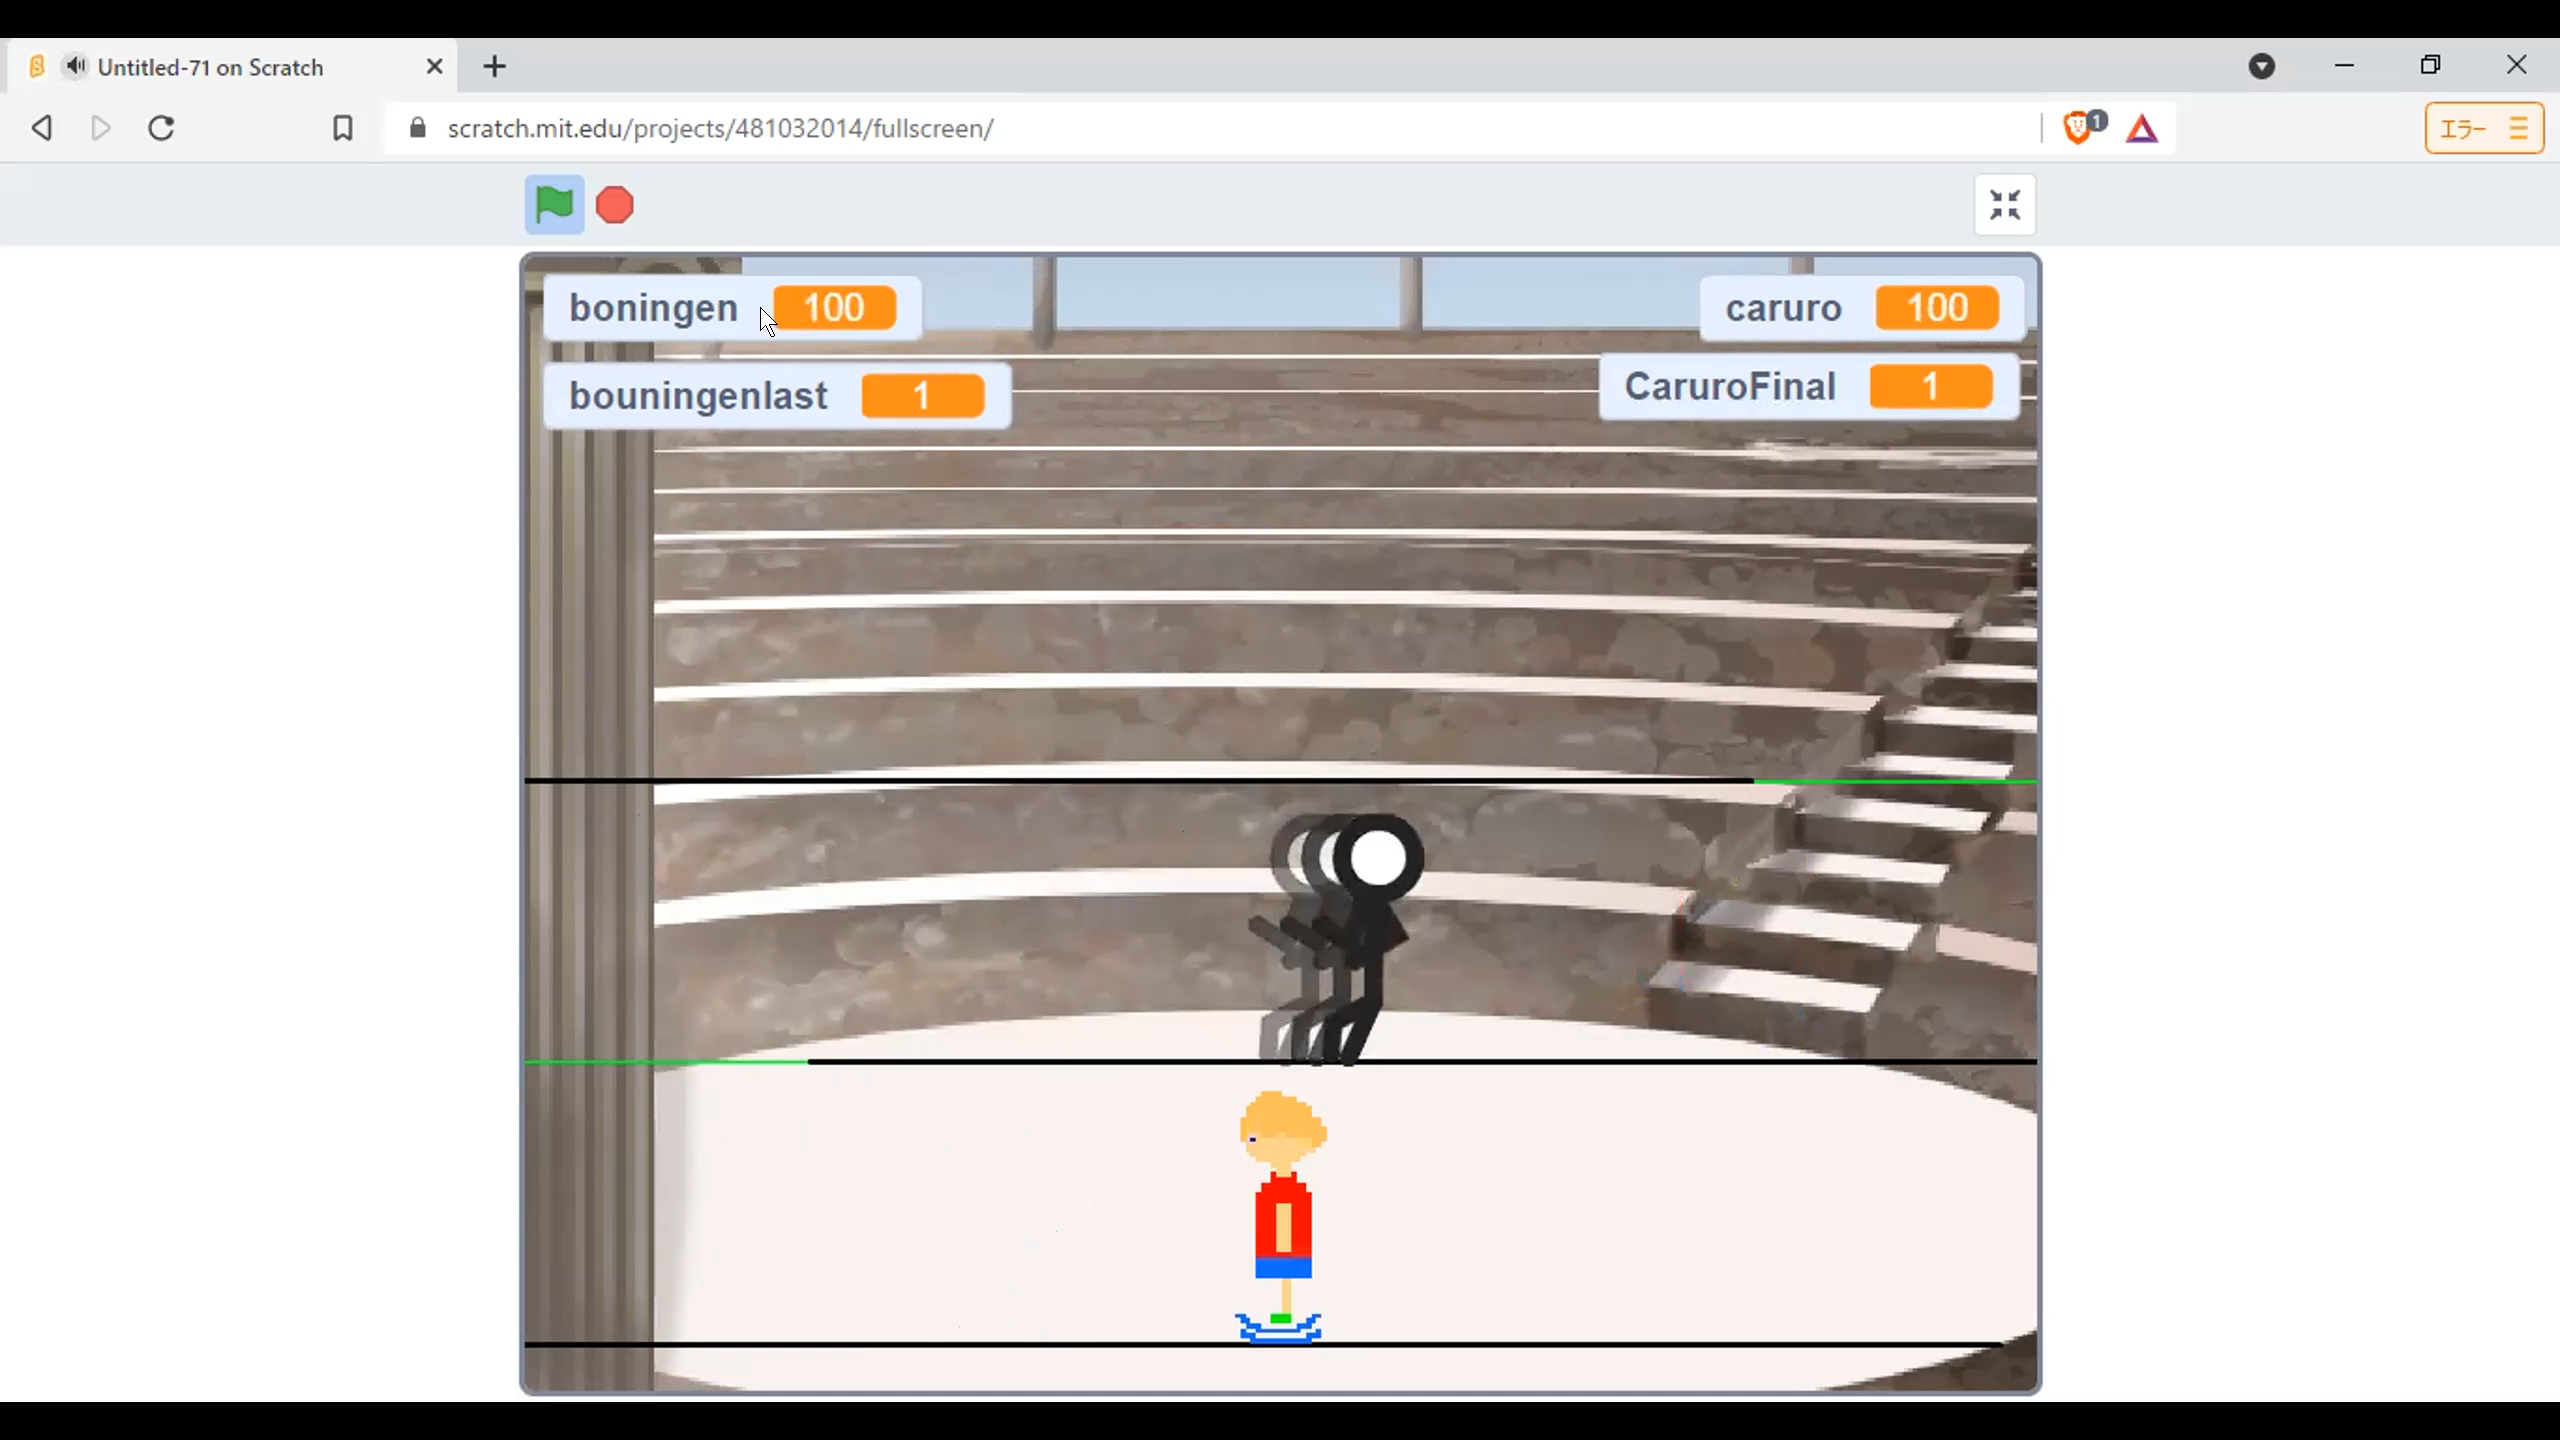 Untitled-71 on Scratch
scratch.mit.edu/projects/481032014/fullscreen/
1
エラー
boningen 100
caruro 100
bouningenlast 1
CaruroFinal 1